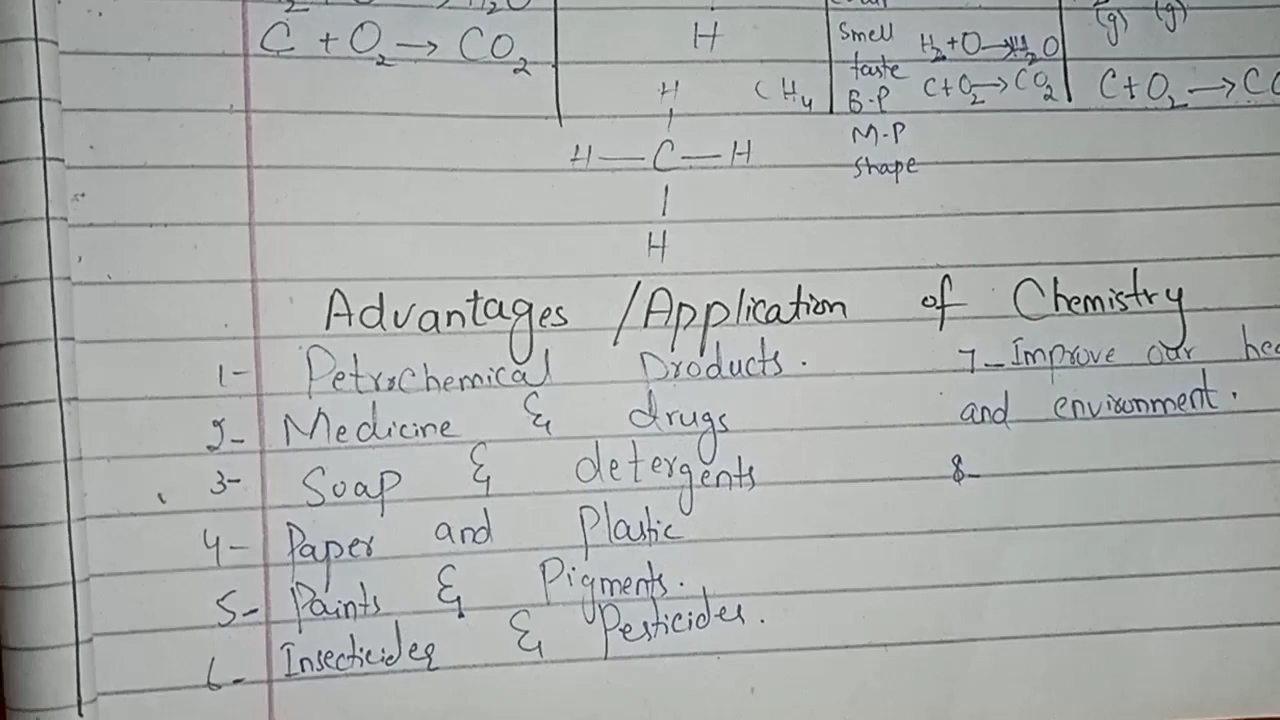 C + O₂ → CO₂
H
H CH₄
H — C — H
H
Smell
taste
B.P
M.P
shape
H₂ + O → H₂O
C + O₂ → CO₂
(g) (g)
C + O₂ →
Advantages / Application of Chemistry
1- Petrochemical Products.
2- Medicine & drugs
3- Soap & detergents
4- Paper and Plastic
5- Paints & Pigments.
6- Insecticides & Pesticides.
7- Improve our
and environment.
8-